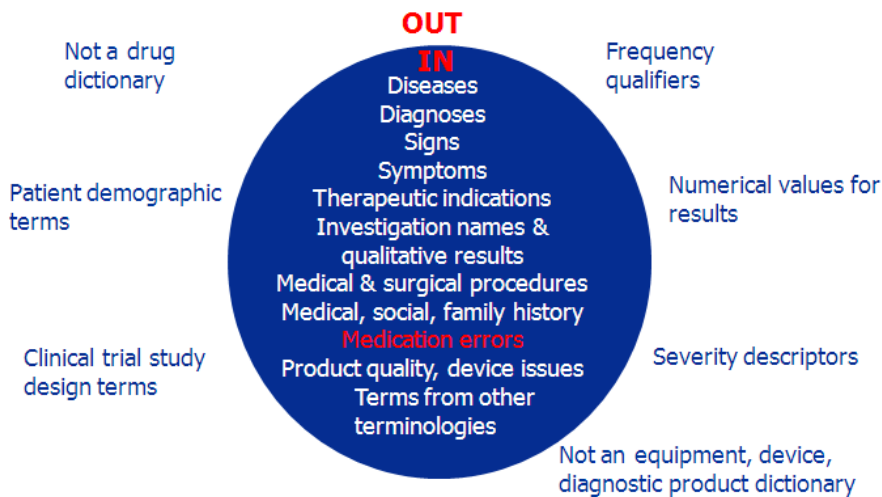 OUT
Not a drug
dictionary
Frequency
qualifiers
IN
Diseases
Diagnoses
Signs
Symptoms
Therapeutic indications
Investigation names &
qualitative results
Medical & surgical procedures
Medical, social, family history
Medication errors
Product quality, device issues
Terms from other
terminologies
Patient demographic
terms
Numerical values for
results
Clinical trial study
design terms
Severity descriptors
Not an equipment, device,
diagnostic product dictionary